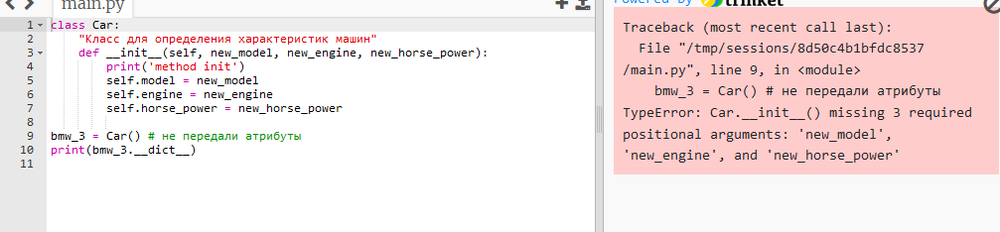 main.py
Powered by trinket
1 class Car:
2 "Класс для определения характеристик машин"
3 def __init__(self, new_model, new_engine, new_horse_power):
4 print('method init')
5 self.model = new_model
6 self.engine = new_engine
7 self.horse_power = new_horse_power
8
9 bmw_3 = Car() # не передали атрибуты
10 print(bmw_3.__dict__)
11
Traceback (most recent call last):
File "/tmp/sessions/8d50c4b1bfdc8537
/main.py", line 9, in <module>
bmw_3 = Car() # не передали атрибуты
TypeError: Car.__init__() missing 3 required
positional arguments: 'new_model',
'new_engine', and 'new_horse_power'